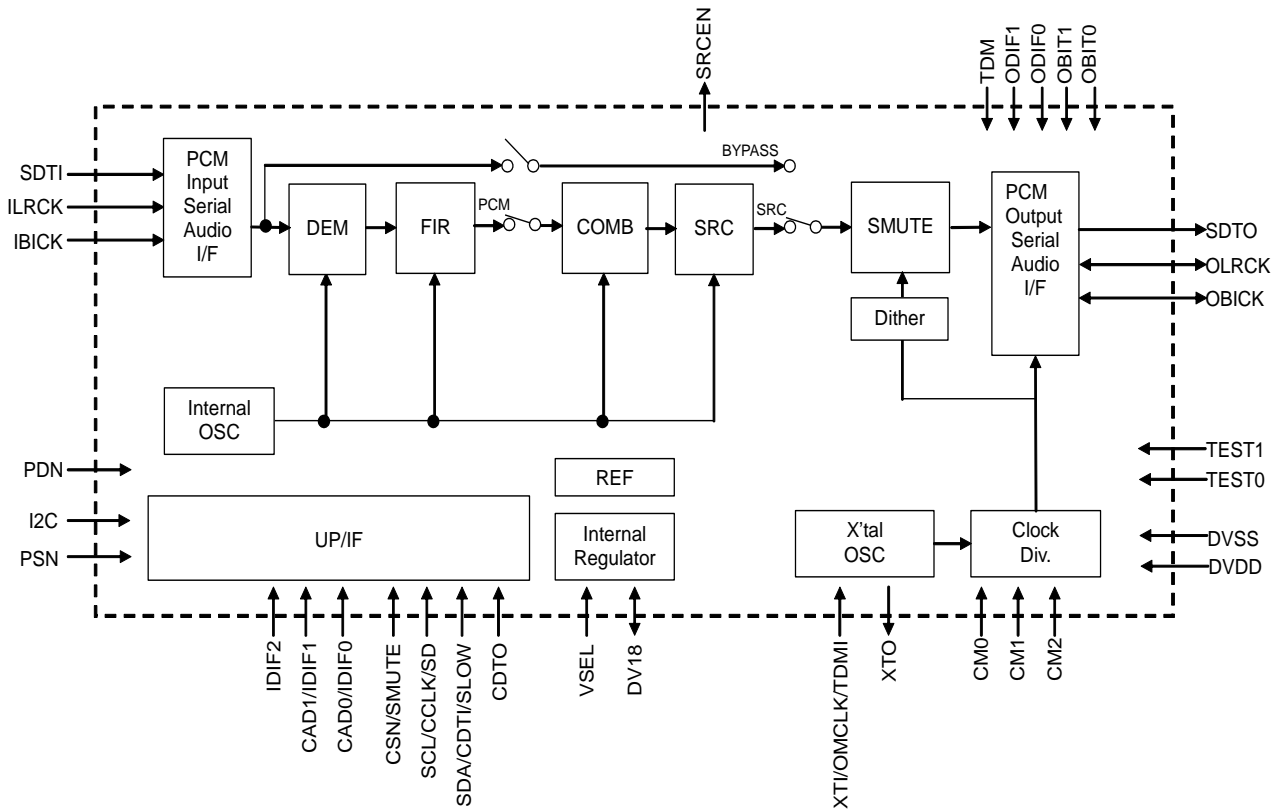 SRCEN
TDM
ODIF1
ODIF0
OBIT1
OBIT0
SDTI
ILRCK
IBICK
PCM
Input
Serial
Audio
I/F
BYPASS
DEM
FIR
PCM
COMB
SRC
SRC
SMUTE
PCM
Output
Serial
Audio
I/F
SDTO
OLRCK
OBICK
Dither
Internal
OSC
PDN
I2C
PSN
UP/IF
REF
Internal
Regulator
X'tal
OSC
Clock
Div.
TEST1
TEST0
DVSS
DVDD
IDIF2
CAD1/IDIF1
CAD0/IDIF0
CSN/SMUTE
SCL/CCLK/SD
SDA/CDTI/SLOW
CDTO
VSEL
DV18
XTI/OMCLK/TDMI
XTO
CM0
CM1
CM2